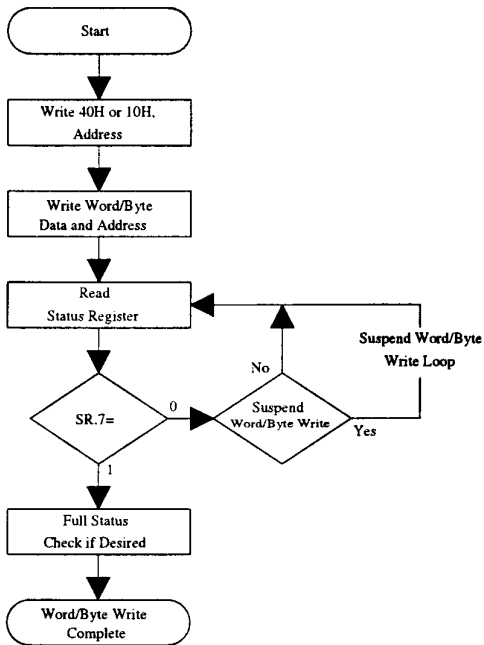 Start
Write 40H or 10H,
Address
Write Word/Byte
Data and Address
Read
Status Register
Suspend Word/Byte
Write Loop
No
SR.7=
0
Suspend
Word/Byte Write
Yes
1
Full Status
Check if Desired
Word/Byte Write
Complete